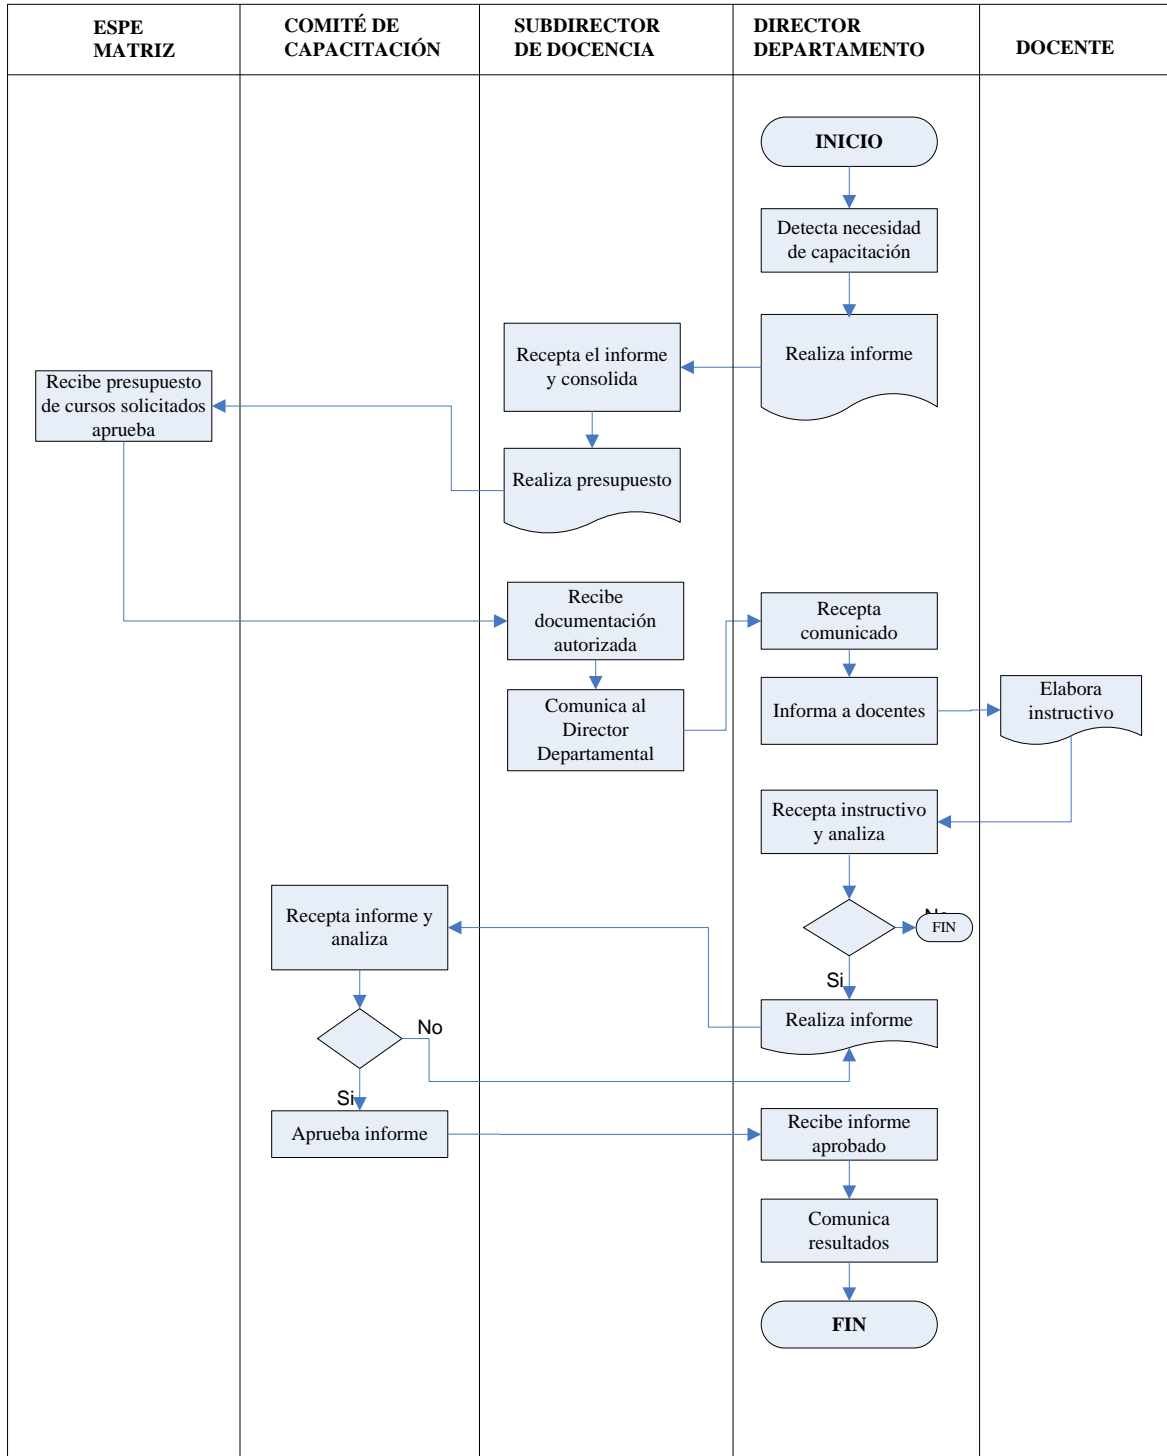 ESPE
MATRIZ
COMITÉ DE
CAPACITACIÓN
SUBDIRECTOR
DE DOCENCIA
DIRECTOR
DEPARTAMENTO
DOCENTE
INICIO
Detecta necesidad
de capacitación
Realiza informe
Recepta el informe
y consolida
Realiza presupuesto
Recibe presupuesto
de cursos solicitados
aprueba
Recibe
documentación
autorizada
Comunica al
Director
Departamental
Recepta
comunicado
Informa a docentes
Elabora
instructivo
Recepta instructivo
y analiza
FIN
Si
Realiza informe
Recepta informe y
analiza
No
Si
Aprueba informe
Recibe informe
aprobado
Comunica
resultados
FIN